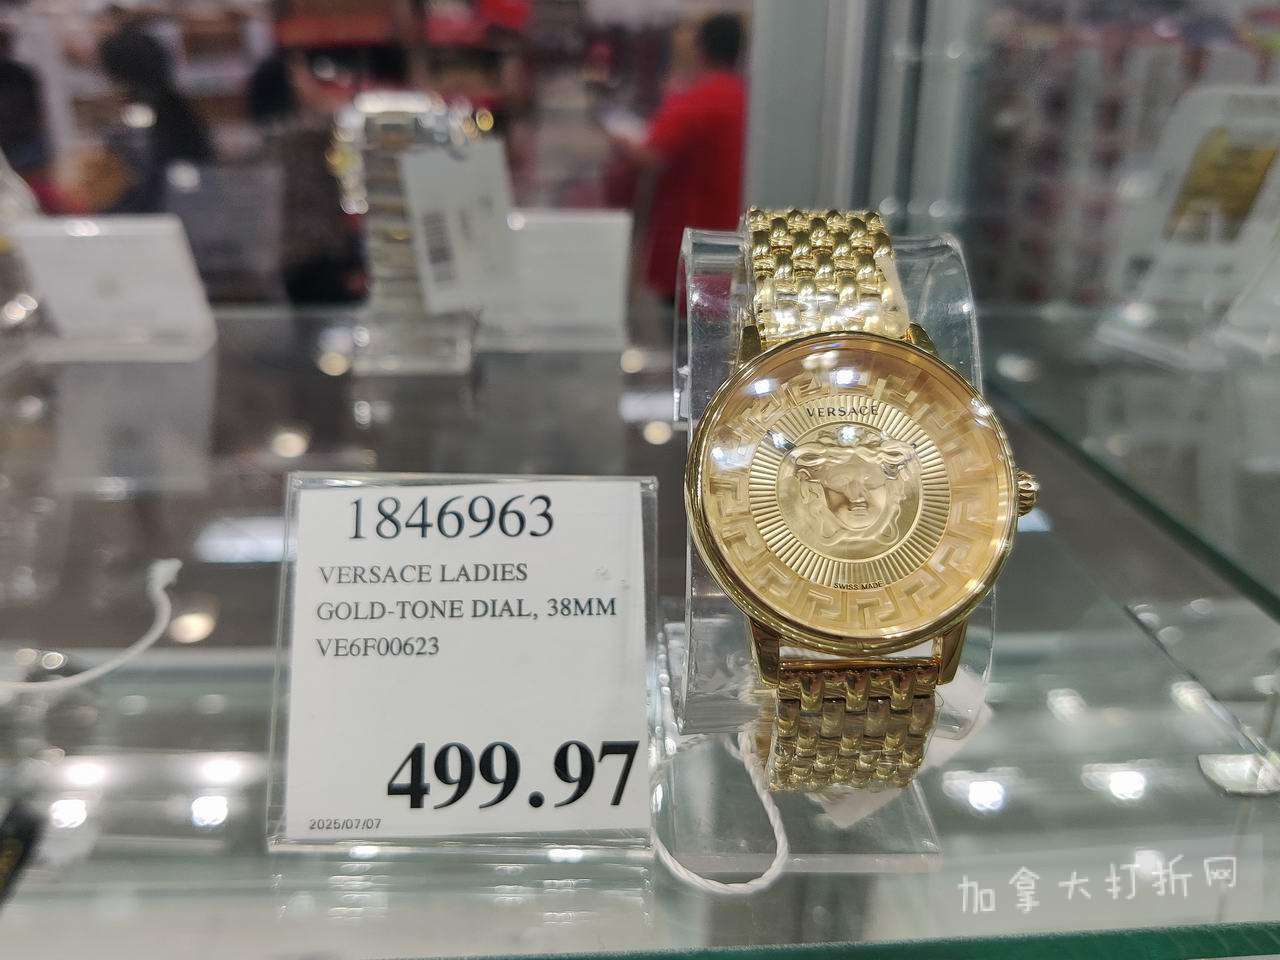 VERSACE
SWISS MADE
1846963
VERSACE LADIES
GOLD-TONE DIAL, 38MM
VE6F00623
499.97
2025/07/07
加拿大打折网